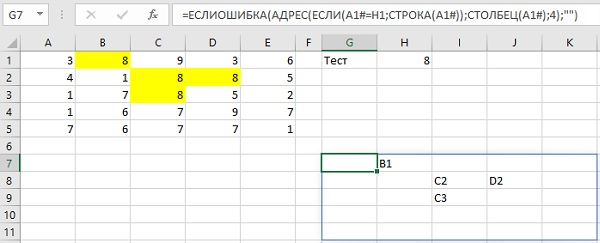 G7 fx =ЕСЛИОШИБКА(АДРЕС(ЕСЛИ(A1#=H1;СТРОКА(A1#));СТОЛБЕЦ(A1#);4);"")
A B C D E F G H I J K
1 3 8 9 3 6 Тест 8
2 4 1 8 8 5
3 1 7 8 5 2
4 1 6 7 9 7
5 7 6 7 7 1
6
7 B1
8 C2 D2
9 C3
10
11